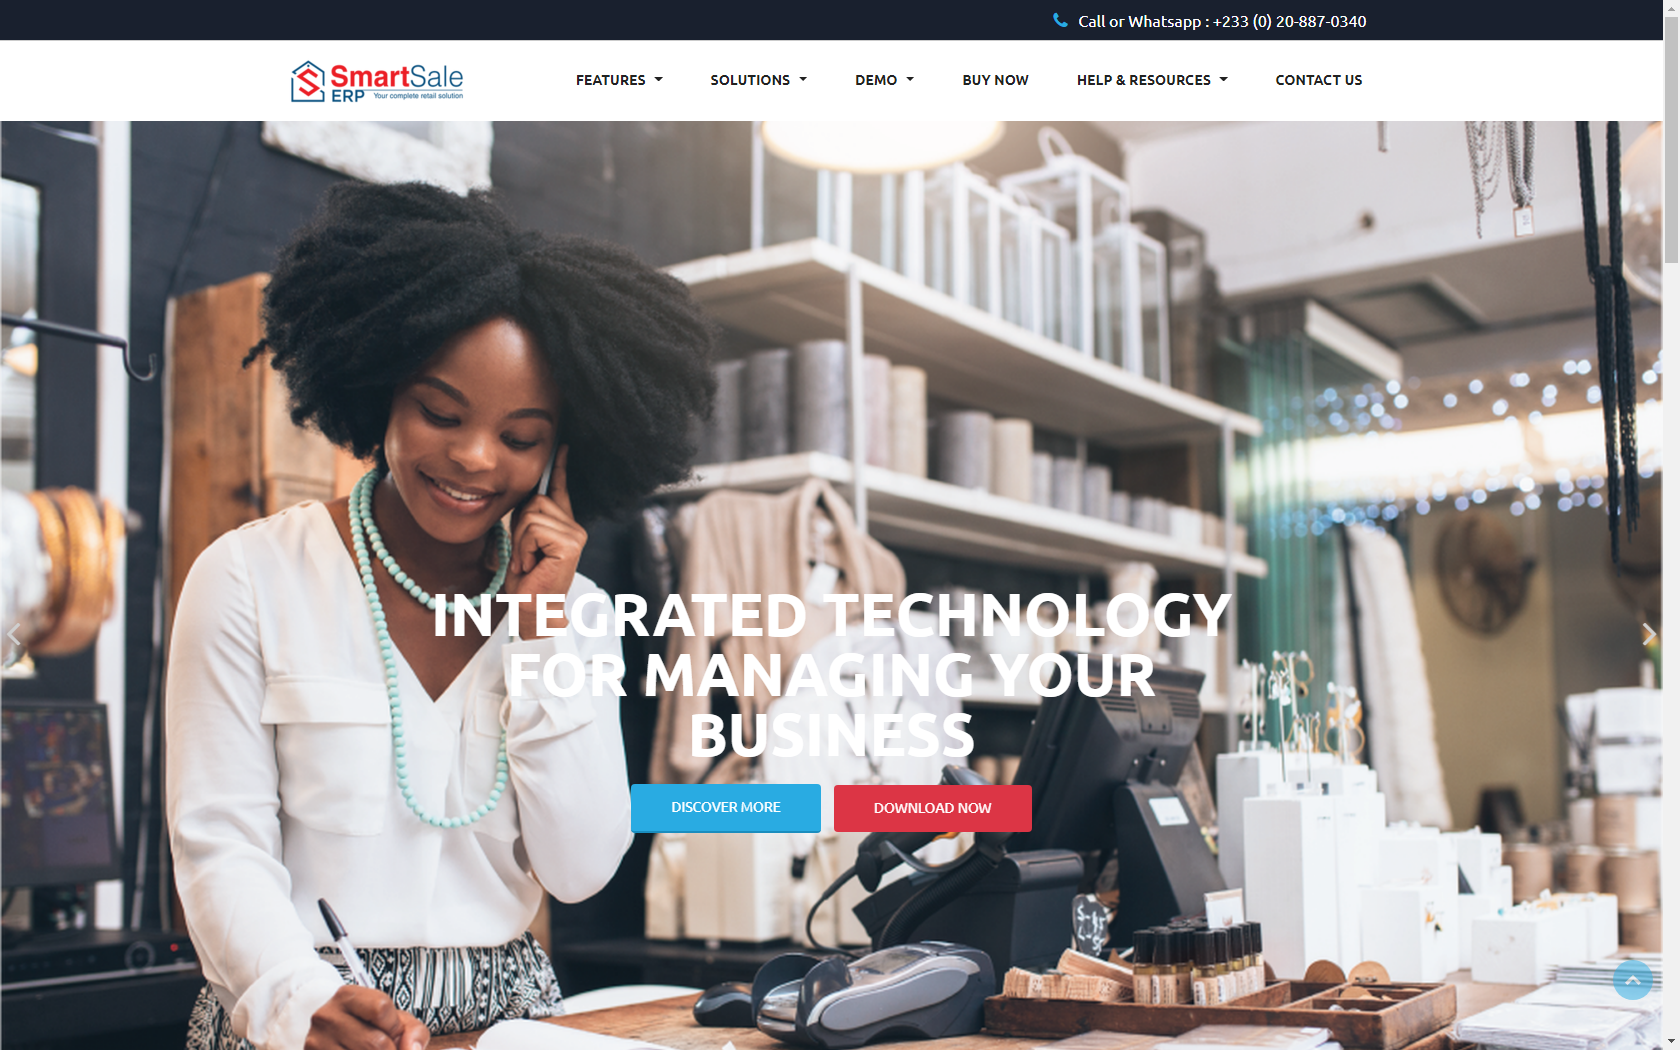 Call or Whatsapp : +233 (0) 20-887-0340
SmartSale
ERP Your complete retail solution
FEATURES
SOLUTIONS
DEMO
BUY NOW
HELP & RESOURCES
CONTACT US
INTEGRATED TECHNOLOGY
FOR MANAGING YOUR
BUSINESS
DISCOVER MORE
DOWNLOAD NOW